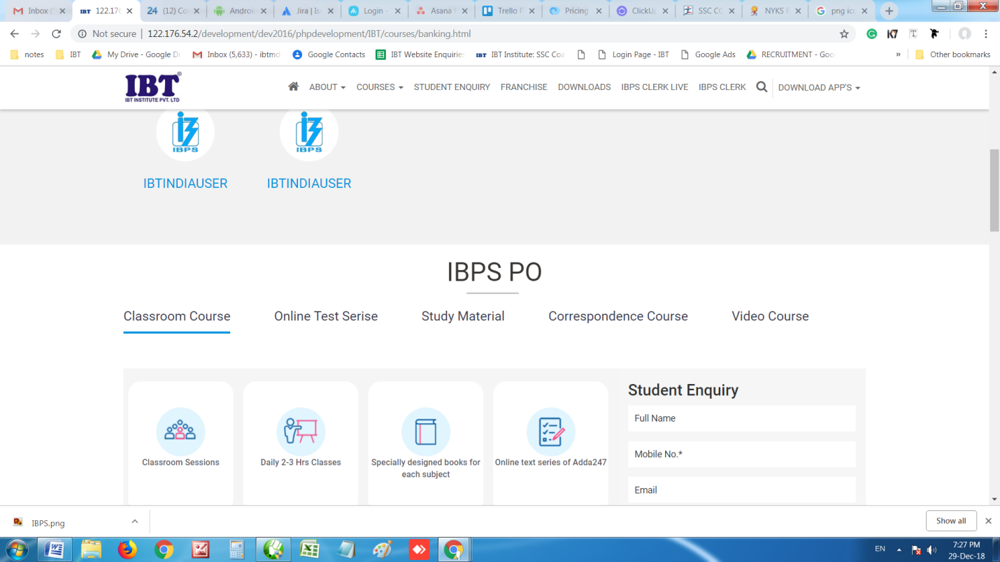 Inbox (
122.176
24 (12) Co
Androi
Jira | Is
Login -
Asana
Trello
Pricing
ClickU
SSC CG
NYKS
png ic
Not secure | 122.176.54.2/development/dev2016/phpdevelopment/IBT/courses/banking.html
K7
notes
IBT
My Drive - Google Dr
Inbox (5,633) - ibtmd
Google Contacts
IBT Website Enquiries
IBT IBT Institute: SSC Coa
Login Page - IBT
Google Ads
RECRUITMENT - Goo
»
Other bookmarks
IBT®
IBT INSTITUTE PVT. LTD
ABOUT
COURSES
STUDENT ENQUIRY
FRANCHISE
DOWNLOADS
IBPS CLERK LIVE
IBPS CLERK
DOWNLOAD APP'S
IBPS
IBPS
IBTINDIAUSER
IBTINDIAUSER
IBPS PO
Classroom Course
Online Test Serise
Study Material
Correspondence Course
Video Course
Classroom Sessions
Daily 2-3 Hrs Classes
Specially designed books for
each subject
Online text series of Adda247
Student Enquiry
Full Name
Mobile No.*
Email
IBPS.png
Show all
EN
7:27 PM
29-Dec-18